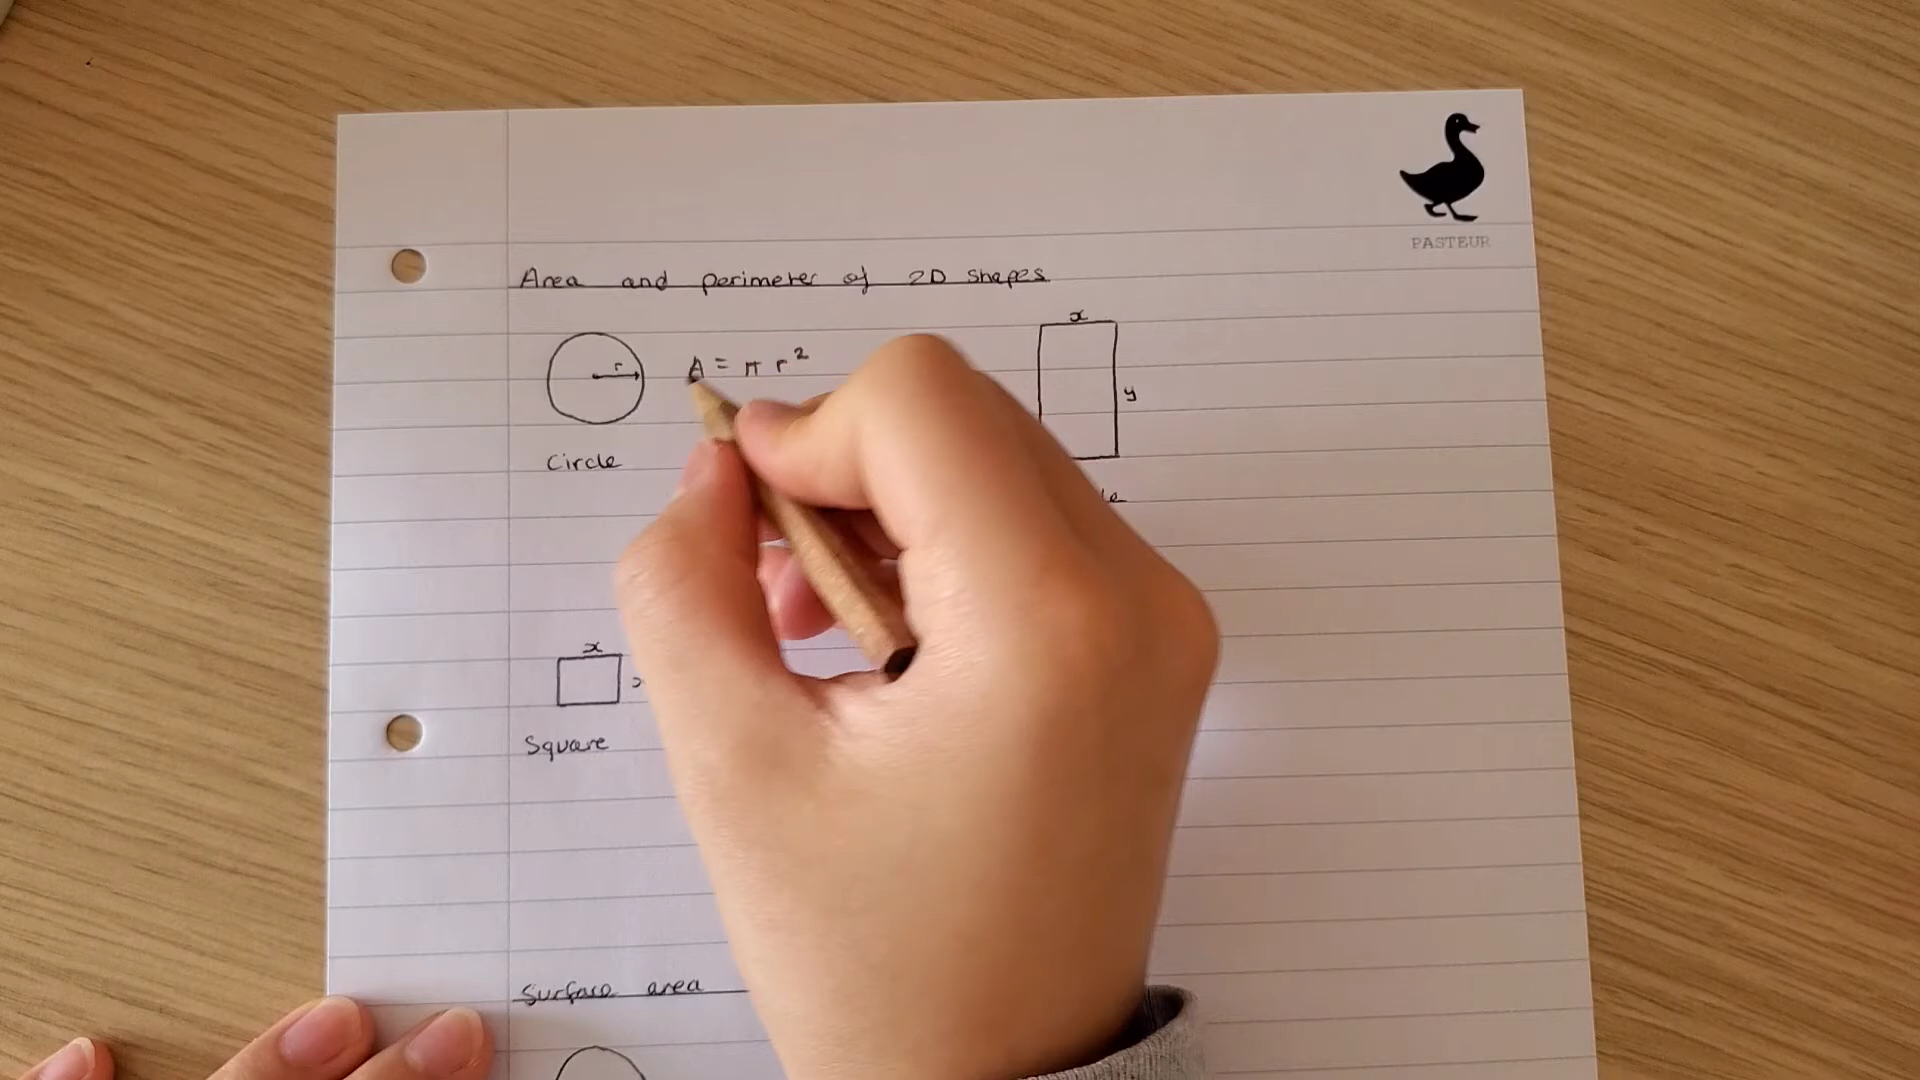 PASTEUR
Area and perimeter of 2D shapes
r
A = π r²
x
y
Circle
x
Square
Surface area